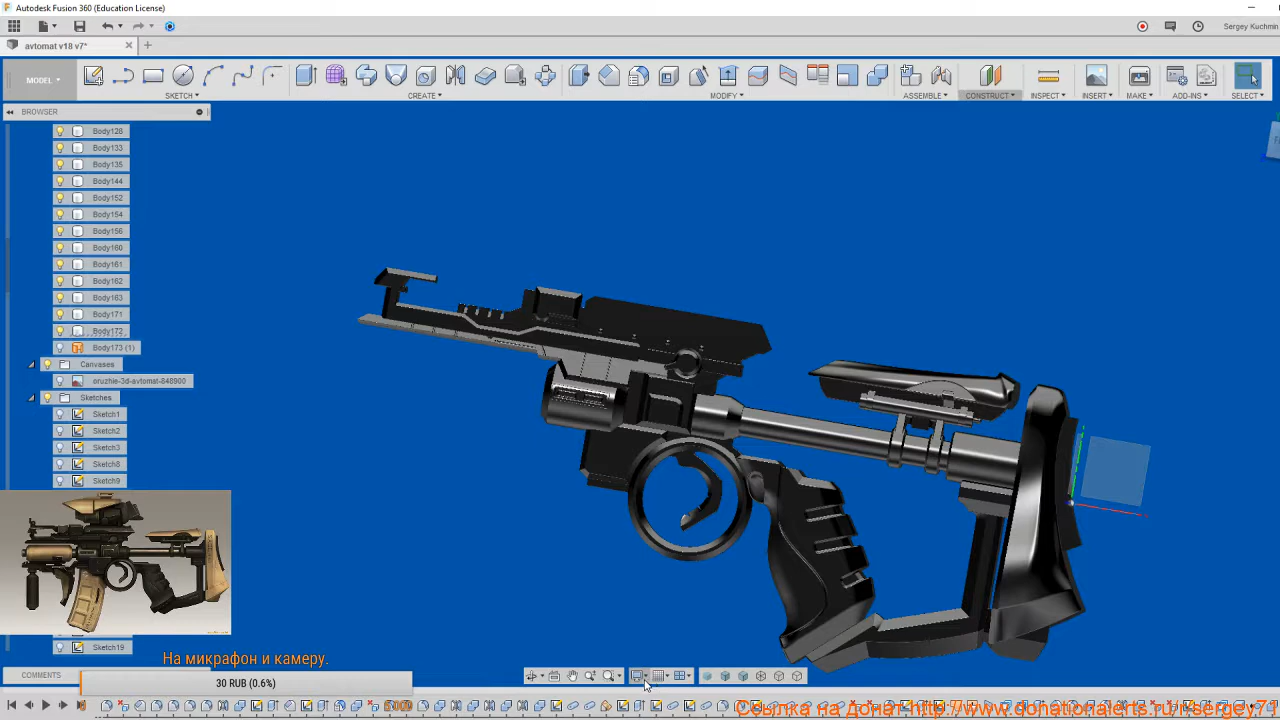 Autodesk Fusion 360 (Education License)
Sergey Kuchmin
avtomat v18 v7*
MODEL
SKETCH
CREATE
MODIFY
ASSEMBLE
CONSTRUCT
INSPECT
INSERT
MAKE
ADD-INS
SELECT
BROWSER
Body128
Body133
Body135
Body144
Body152
Body154
Body156
Body160
Body161
Body162
Body163
Body171
Body172
Body173 (1)
Canvases
oruzhie-3d-avtomat-848900
Sketches
Sketch1
Sketch2
Sketch3
Sketch8
Sketch9
Sketch19
На микрофон и камеру.
COMMENTS
30 RUB (0.6%)
Ссылка на донат:http://www.donationalerts.ru/r/sergey71